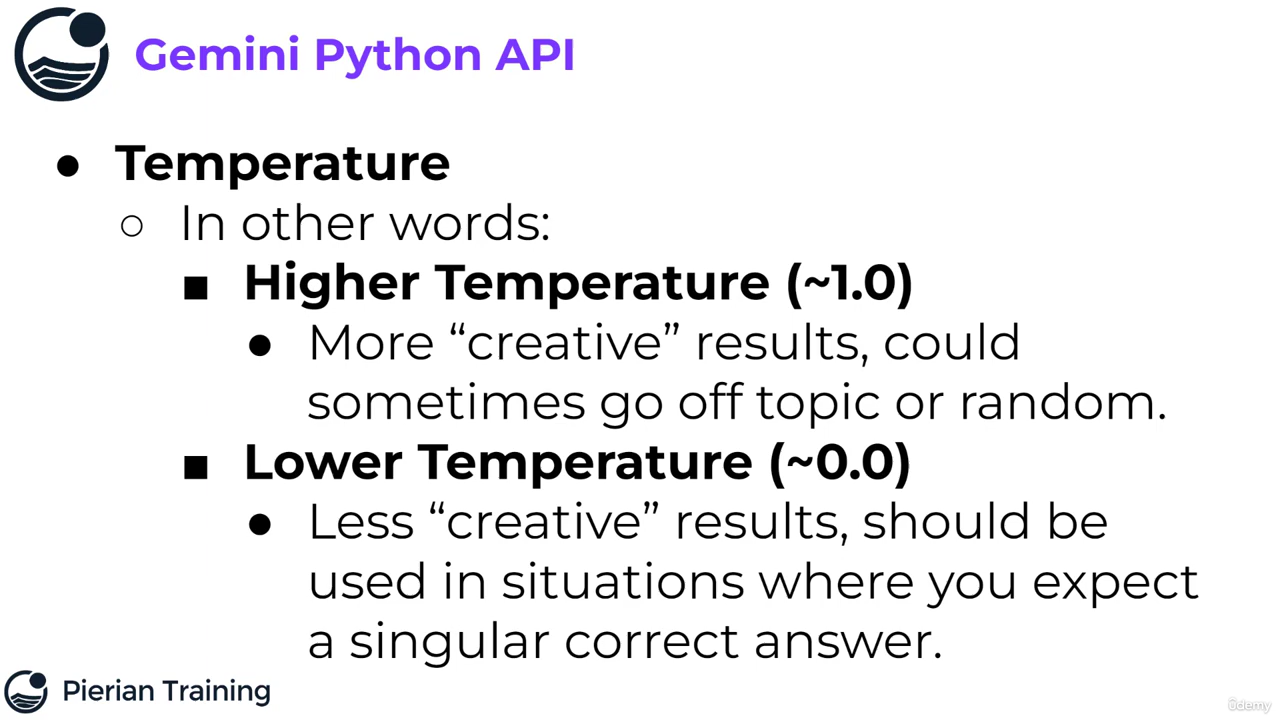 Gemini Python API
● Temperature
○ In other words:
■ Higher Temperature (~1.0)
● More “creative” results, could
sometimes go off topic or random.
■ Lower Temperature (~0.0)
● Less “creative” results, should be
used in situations where you expect
a singular correct answer.
Pierian Training
ûdemy